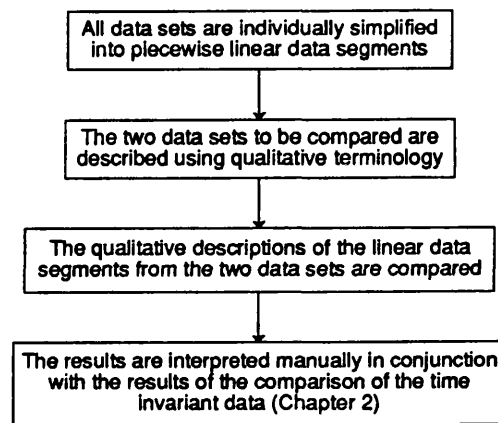 All data sets are individually simplified
into piecewise linear data segments
The two data sets to be compared are
described using qualitative terminology
The qualitative descriptions of the linear data
segments from the two data sets are compared
The results are interpreted manually in conjunction
with the results of the comparison of the time
invariant data (Chapter 2)